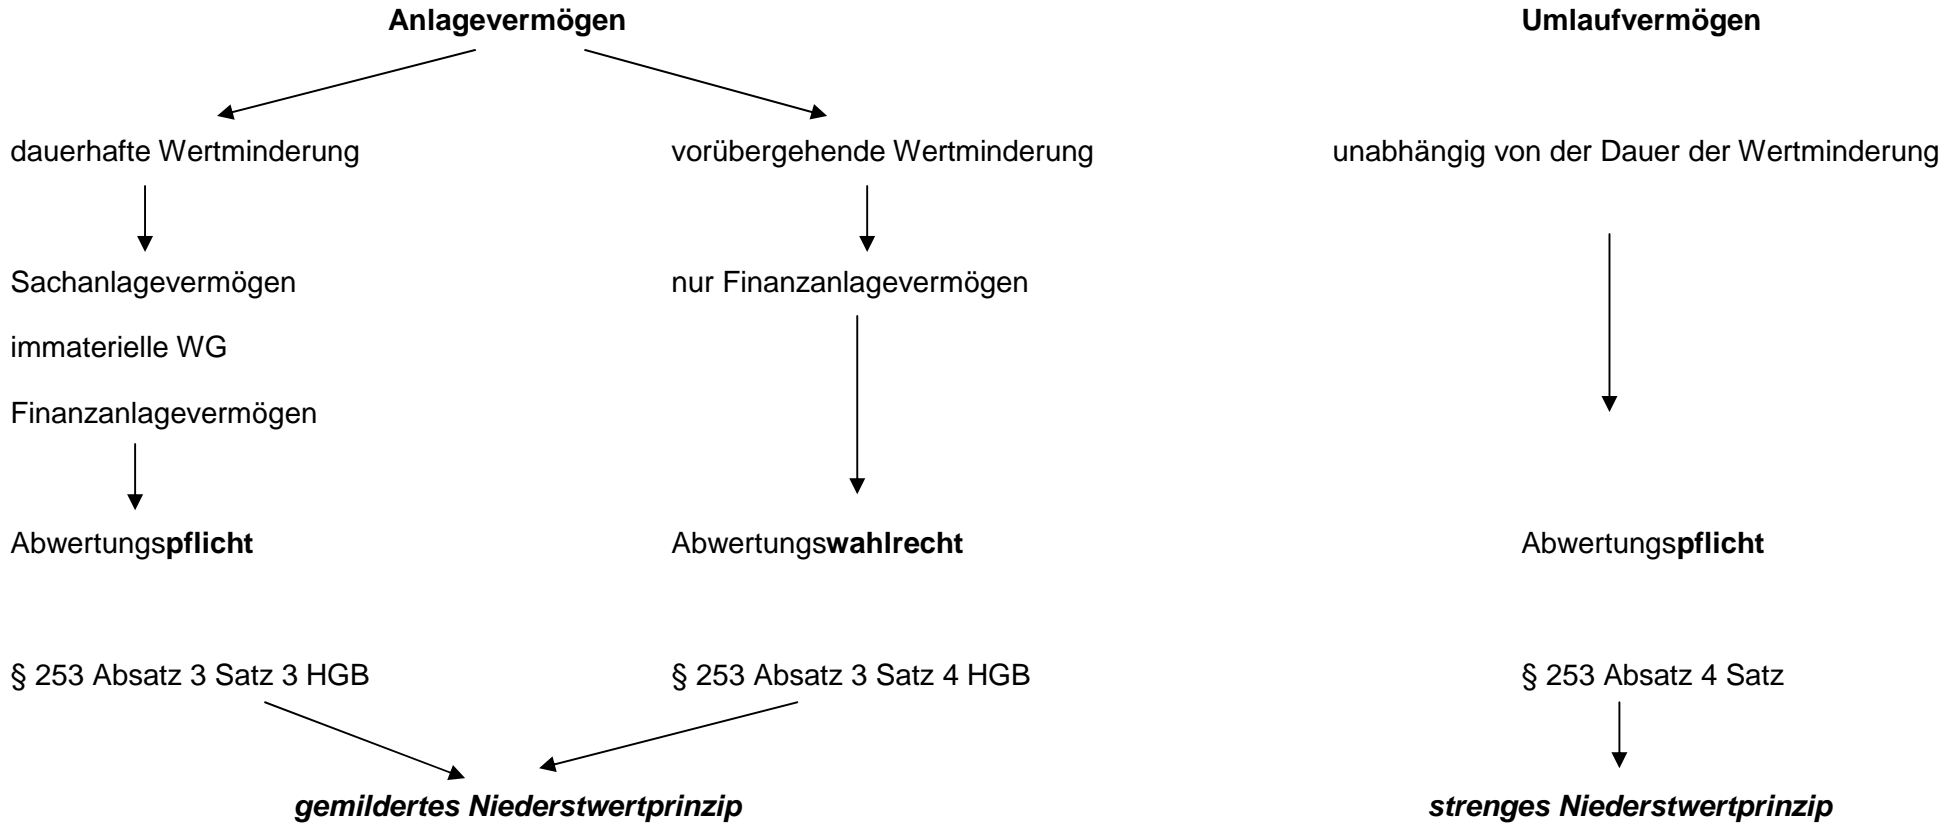 Anlagevermögen
Umlaufvermögen
dauerhafte Wertminderung
vorübergehende Wertminderung
unabhängig von der Dauer der Wertminderung
Sachanlagevermögen
nur Finanzanlagevermögen
immaterielle WG
Finanzanlagevermögen
Abwertungspflicht
Abwertungswahlrecht
Abwertungspflicht
§ 253 Absatz 3 Satz 3 HGB
§ 253 Absatz 3 Satz 4 HGB
§ 253 Absatz 4 Satz
gemildertes Niederstwertprinzip
strenges Niederstwertprinzip